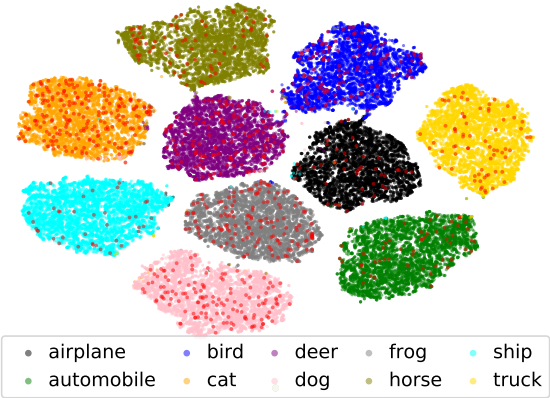 airplane bird deer frog ship
automobile cat dog horse truck